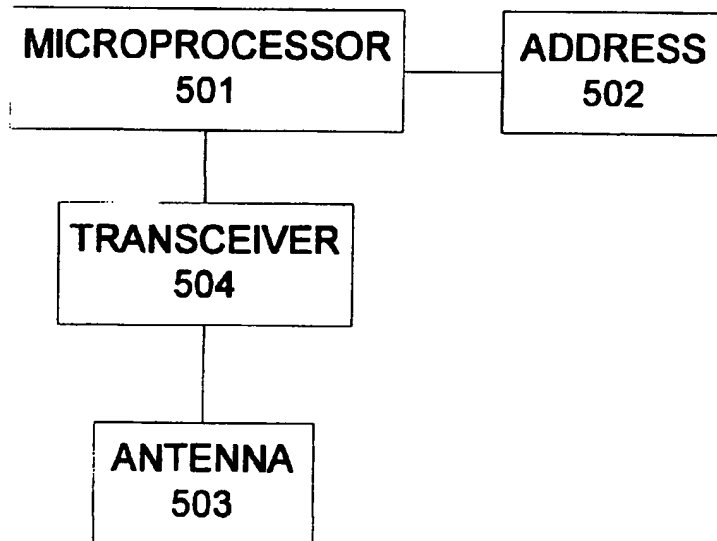 MICROPROCESSOR
501
ADDRESS
502
TRANSCEIVER
504
ANTENNA
503